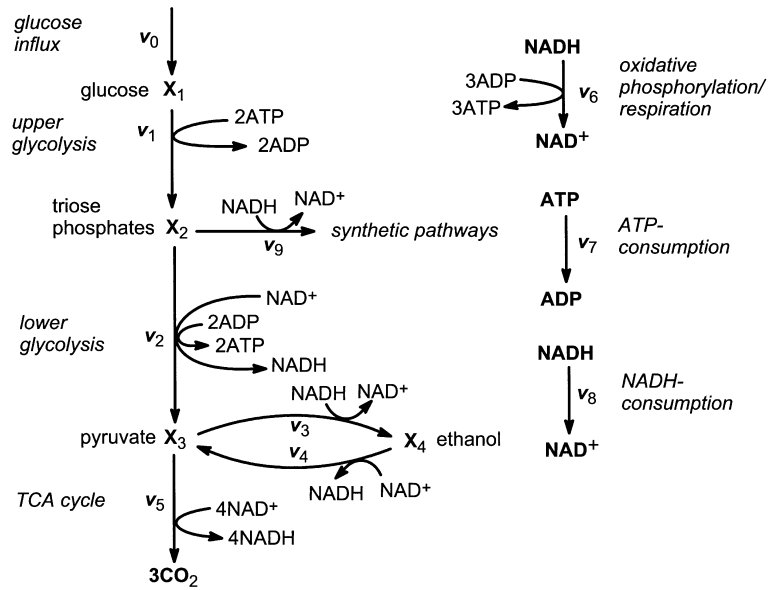 glucose
influx
v0
glucose X1
upper
glycolysis
v1
2ATP
2ADP
triose
phosphates X2
NADH
NAD+
v9
synthetic pathways
lower
glycolysis
v2
NAD+
2ADP
2ATP
NADH
NADH NAD+
v3
pyruvate X3
X4 ethanol
v4
NADH NAD+
TCA cycle
v5
4NAD+
4NADH
3CO2
NADH
3ADP
3ATP
v6
NAD+
oxidative
phosphorylation/
respiration
ATP
v7
ADP
ATP-
consumption
NADH
v8
NAD+
NADH-
consumption